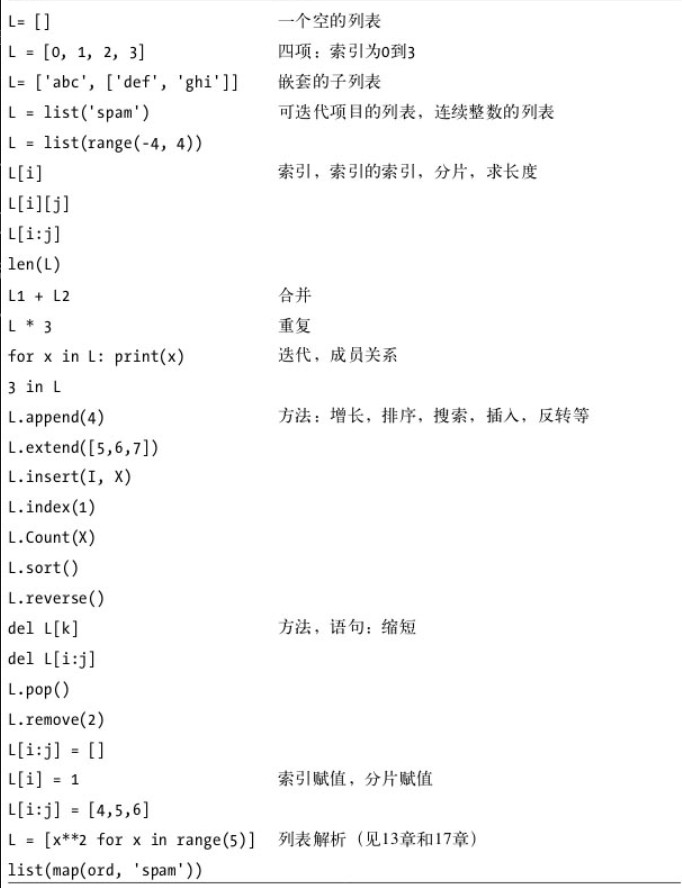 L= [] 一个空的列表
L = [0, 1, 2, 3] 四项：索引为0到3
L= ['abc', ['def', 'ghi']] 嵌套的子列表
L = list('spam') 可迭代项目的列表，连续整数的列表
L = list(range(-4, 4))
L[i] 索引，索引的索引，分片，求长度
L[i][j]
L[i:j]
len(L)
L1 + L2 合并
L * 3 重复
for x in L: print(x) 迭代，成员关系
3 in L
L.append(4) 方法：增长，排序，搜索，插入，反转等
L.extend([5,6,7])
L.insert(I, X)
L.index(1)
L.Count(X)
L.sort()
L.reverse()
del L[k] 方法，语句：缩短
del L[i:j]
L.pop()
L.remove(2)
L[i:j] = []
L[i] = 1 索引赋值，分片赋值
L[i:j] = [4,5,6]
L = [x**2 for x in range(5)] 列表解析（见13章和17章）
list(map(ord, 'spam'))